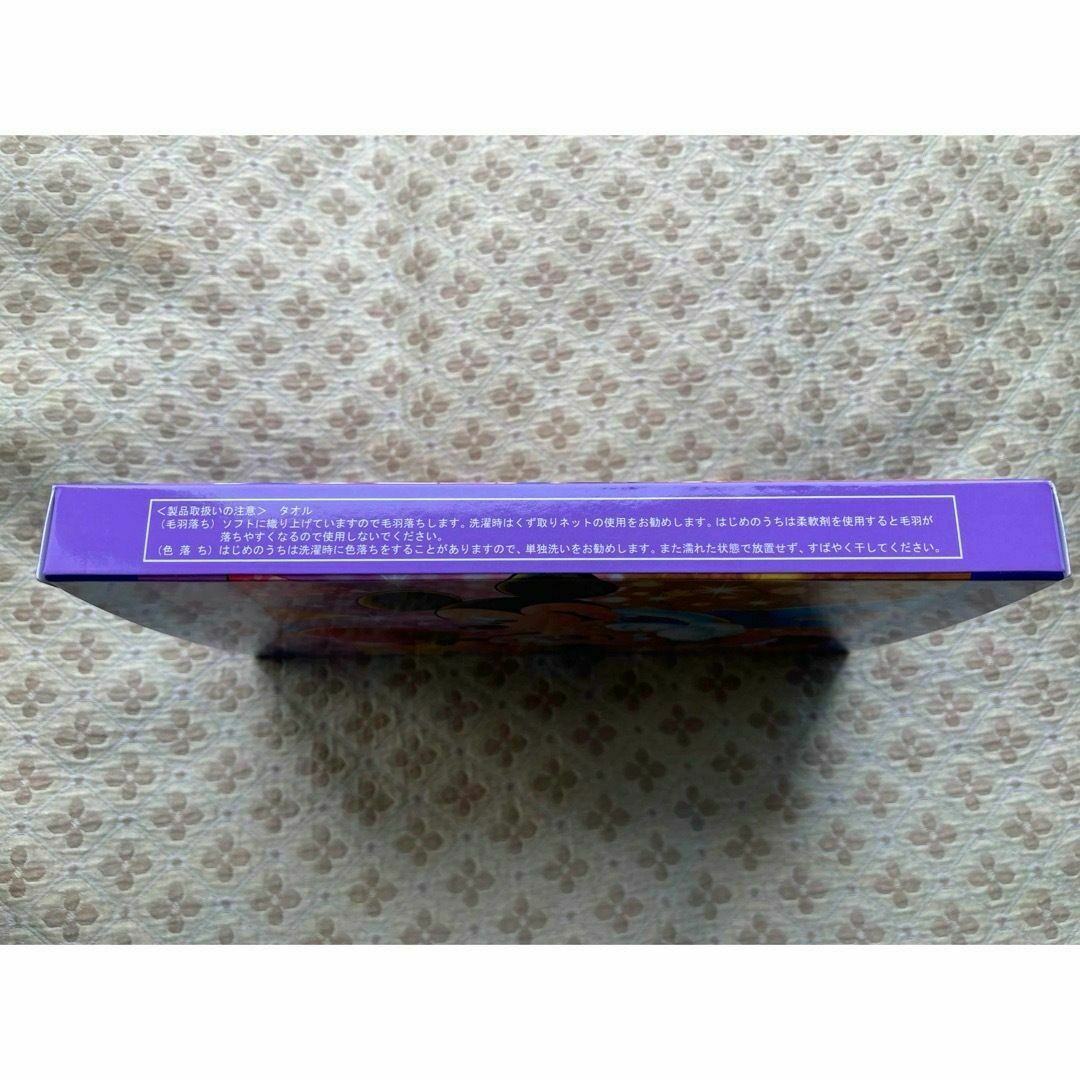 ＜製品取扱いの注意＞　タオル
（毛羽落ち）ソフトに織り上げていますので毛羽落ちします。洗濯時はくず取りネットの使用をお勧めします。はじめのうちは柔軟剤を使用すると毛羽が
落ちやすくなるので使用しないでください。
（色 落 ち）はじめのうちは洗濯時に色落ちをすることがありますので、単独洗いをお勧めします。また濡れた状態で放置せず、すばやく干してください。